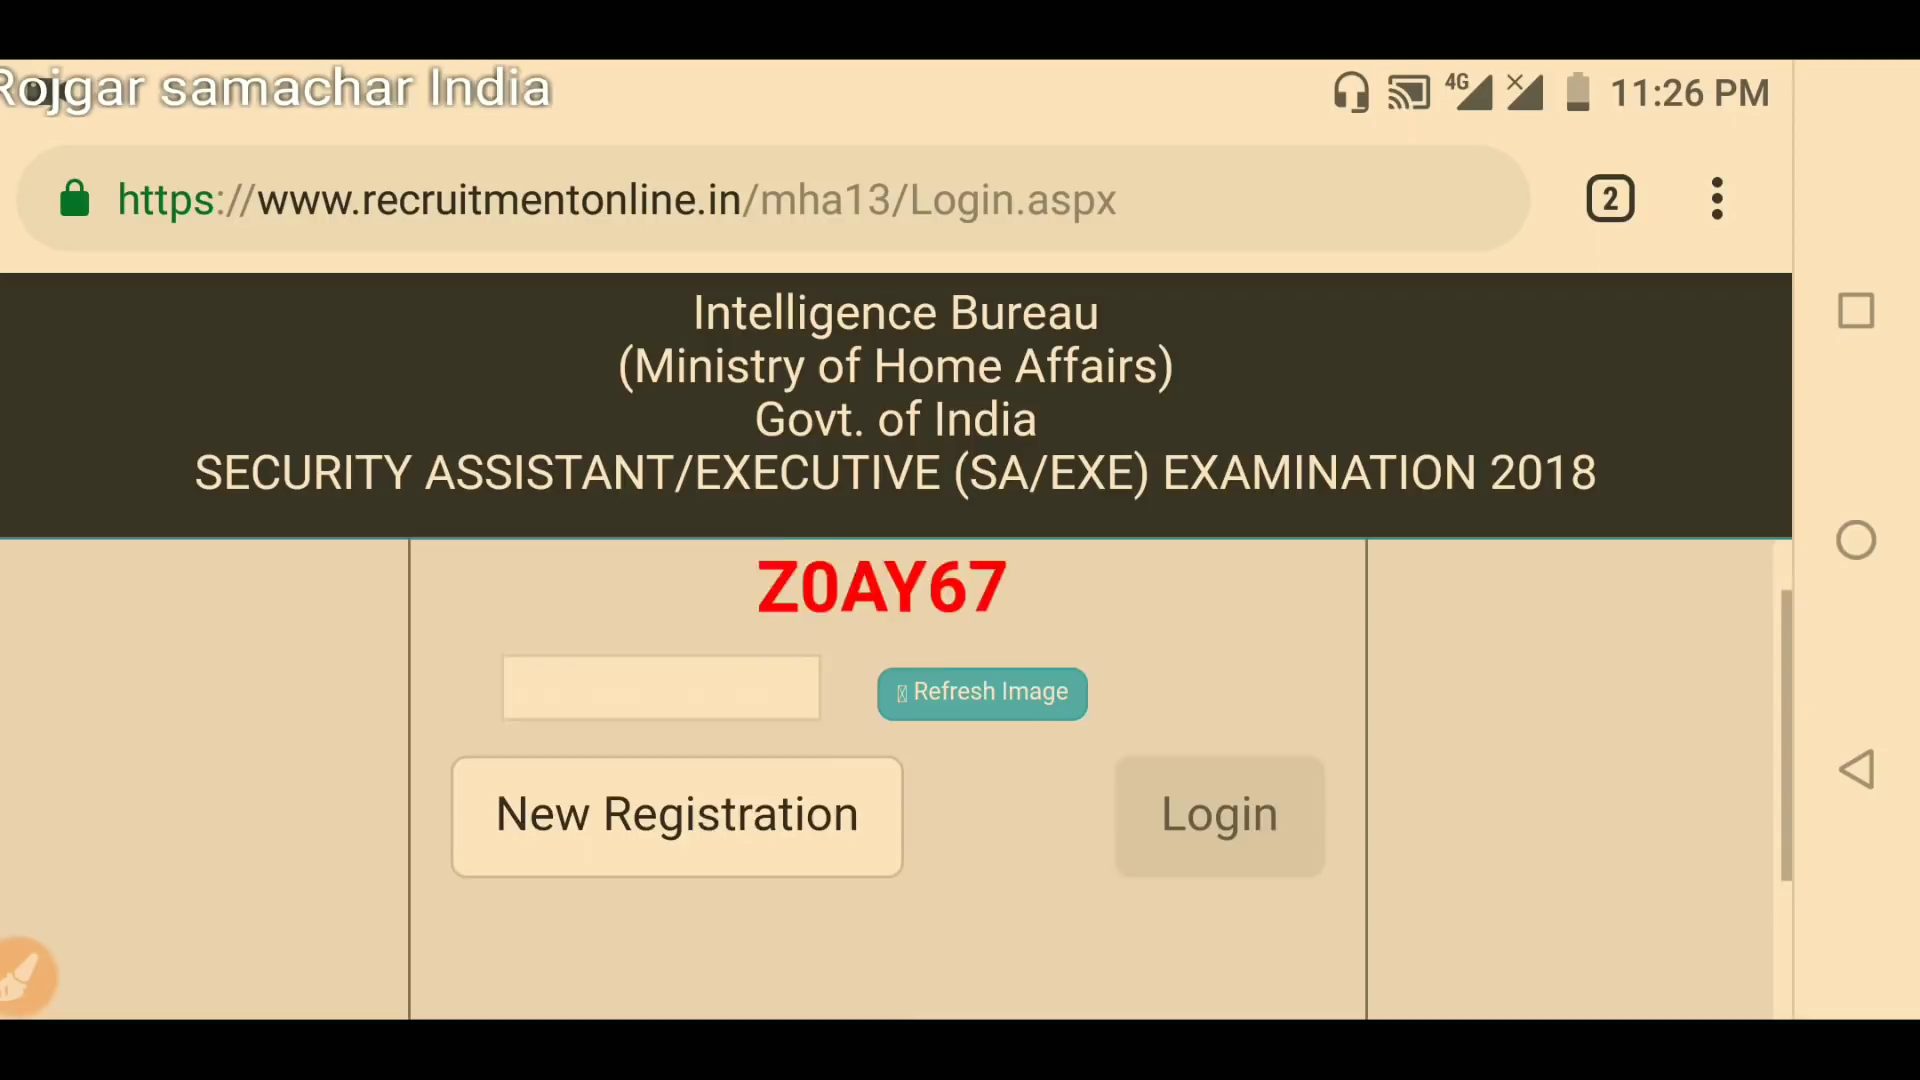 Rojgar samachar India
4G 11:26 PM
https://www.recruitmentonline.in/mha13/Login.aspx
2
Intelligence Bureau
(Ministry of Home Affairs)
Govt. of India
SECURITY ASSISTANT/EXECUTIVE (SA/EXE) EXAMINATION 2018
Z0AY67
Refresh Image
New Registration
Login